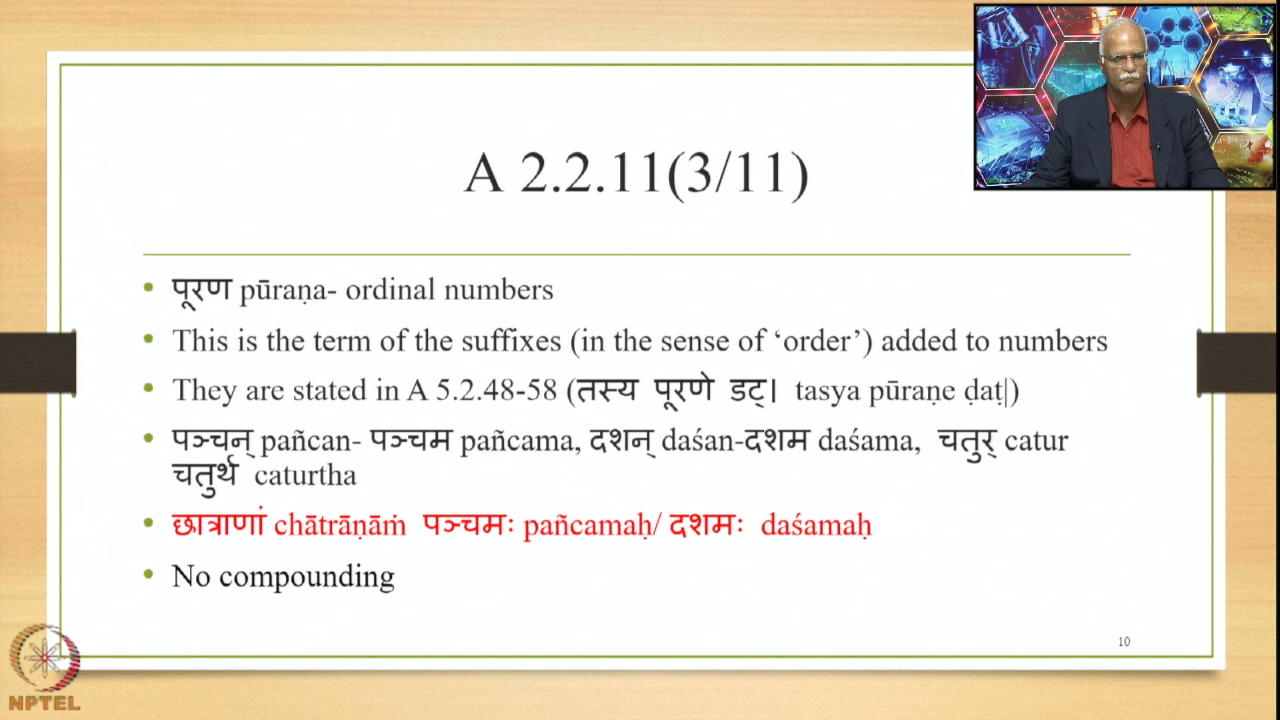 A 2.2.11(3/11)
• पूरण pūraṇa- ordinal numbers
• This is the term of the suffixes (in the sense of ‘order’) added to numbers
• They are stated in A 5.2.48-58 (तस्य पूरणे डट्। tasya pūraṇe ḍaṭ|)
• पञ्चन् pañcan- पञ्चम pañcama, दशन् daśan-दशम daśama, चतुर् catur
चतुर्थ caturtha
• छात्राणां chātrāṇāṁ पञ्चमः pañcamaḥ/ दशमः daśamaḥ
• No compounding
10
NPTEL